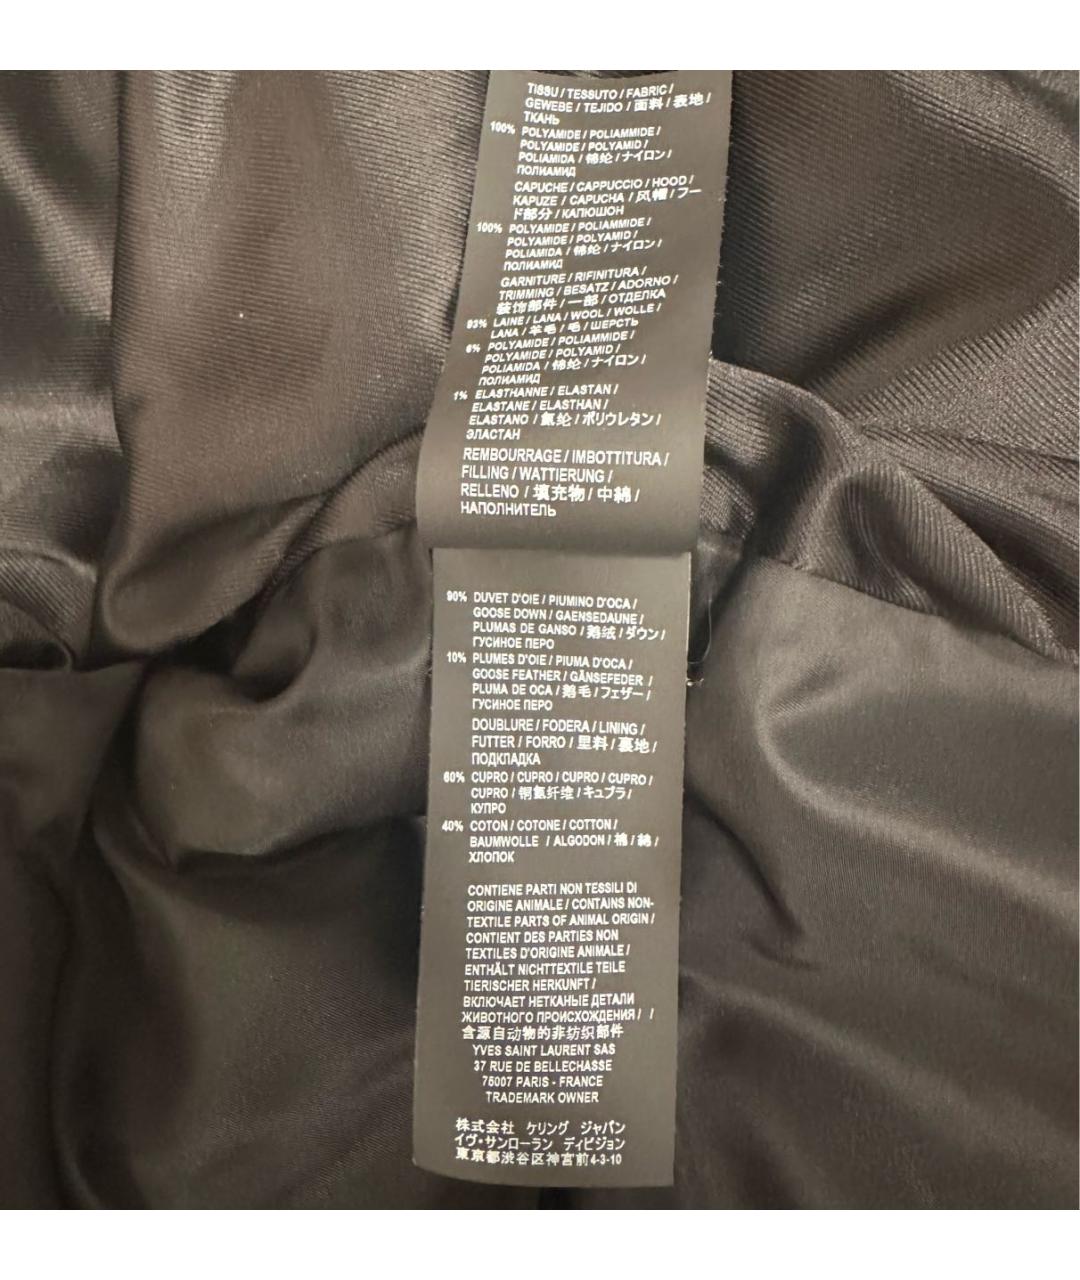 TISSU / TESSUTO / FABRIC /
GEWEBE / TEJIDO / 面料 / 表地 /
ТКАНЬ
100% POLYAMIDE / POLIAMMIDE /
POLYAMIDE / POLYAMID /
POLIAMIDA / 锦纶 / ナイロン /
ПОЛИАМИД
CAPUCHE / CAPPUCCIO / HOOD /
KAPUZE / CAPUCHA / 风帽 / フー
ド部分 / КАПЮШОН
100% POLYAMIDE / POLIAMMIDE /
POLYAMIDE / POLYAMID /
POLIAMIDA / 锦纶 / ナイロン /
ПОЛИАМИД
GARNITURE / RIFINITURA /
TRIMMING / BESATZ / ADORNO /
装饰部件 / 一部 / ОТДЕЛКА
93% LAINE / LANA / WOOL / WOLLE /
LANA / 羊毛 / 毛 / ШЕРСТЬ
6% POLYAMIDE / POLIAMMIDE /
POLYAMIDE / POLYAMID /
POLIAMIDA / 锦纶 / ナイロン /
ПОЛИАМИД
1% ELASTHANNE / ELASTAN /
ELASTANE / ELASTHAN /
ELASTANO / 氨纶 / ポリウレタン /
ЭЛАСТАН
REMBOURRAGE / IMBOTTITURA /
FILLING / WATTIERUNG /
RELLENO / 填充物 / 中綿 /
НАПОЛНИТЕЛЬ
90% DUVET D'OIE / PIUMINO D'OCA /
GOOSE DOWN / GAENSEDAUNE /
PLUMAS DE GANSO / 鹅绒 / ダウン /
ГУСИНОЕ ПЕРО
10% PLUMES D'OIE / PIUMA D'OCA /
GOOSE FEATHER / GÄNSEFEDER /
PLUMA DE OCA / 鹅毛 / フェザー /
ГУСИНОЕ ПЕРО
DOUBLURE / FODERA / LINING /
FUTTER / FORRO / 里料 / 裏地 /
ПОДКЛАДКА
60% CUPRO / CUPRO / CUPRO / CUPRO /
CUPRO / 铜氨纤维 / キュプラ /
КУПРО
40% COTON / COTONE / COTTON /
BAUMWOLLE / ALGODON / 棉 / 綿 /
ХЛОПОК
CONTIENE PARTI NON TESSILI DI
ORIGINE ANIMALE / CONTAINS NON-
TEXTILE PARTS OF ANIMAL ORIGIN /
CONTIENT DES PARTIES NON
TEXTILES D'ORIGINE ANIMALE /
ENTHÄLT NICHTTEXTILE TEILE
TIERISCHER HERKUNFT /
ВКЛЮЧАЕТ НЕТКАНЫЕ ДЕТАЛИ
ЖИВОТНОГО ПРОИСХОЖДЕНИЯ / /
含源自动物的非纺织部件
YVES SAINT LAURENT SAS
37 RUE DE BELLECHASSE
75007 PARIS - FRANCE
TRADEMARK OWNER
株式会社 ケリング ジャパン
イヴ・サンローラン ディビジョン
東京都渋谷区神宮前4-3-10